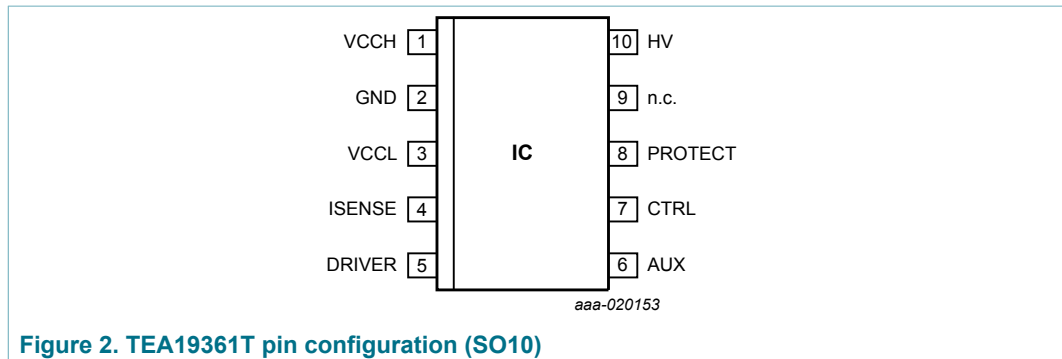 VCCH 1 10 HV
GND 2 9 n.c.
VCCL 3 IC 8 PROTECT
ISENSE 4 7 CTRL
DRIVER 5 6 AUX
aaa-020153
Figure 2. TEA19361T pin configuration (SO10)